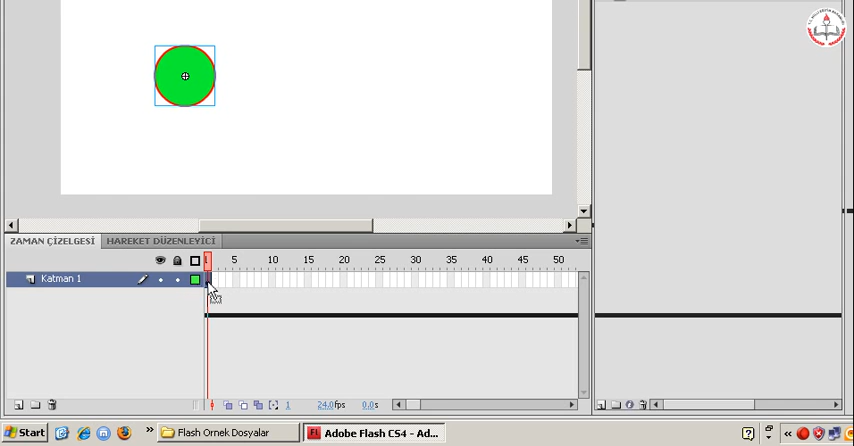 ZAMAN ÇİZELGESİ HAREKET DÜZENLEYİCİ
1 5 10 15 20 25 30 35 40 45 50
Katman 1
1 24.0fps 0.0s
Start Flash Ornek Dosyalar Adobe Flash CS4 - Ad...